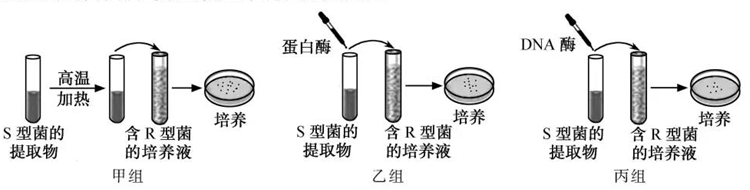 S 型菌的
提取物
高温
加热
含 R 型菌
的培养液
培养
甲组
蛋白酶
S 型菌的
提取物
含 R 型菌
的培养液
培养
乙组
DNA 酶
S 型菌的
提取物
含 R 型菌
的培养液
培养
丙组